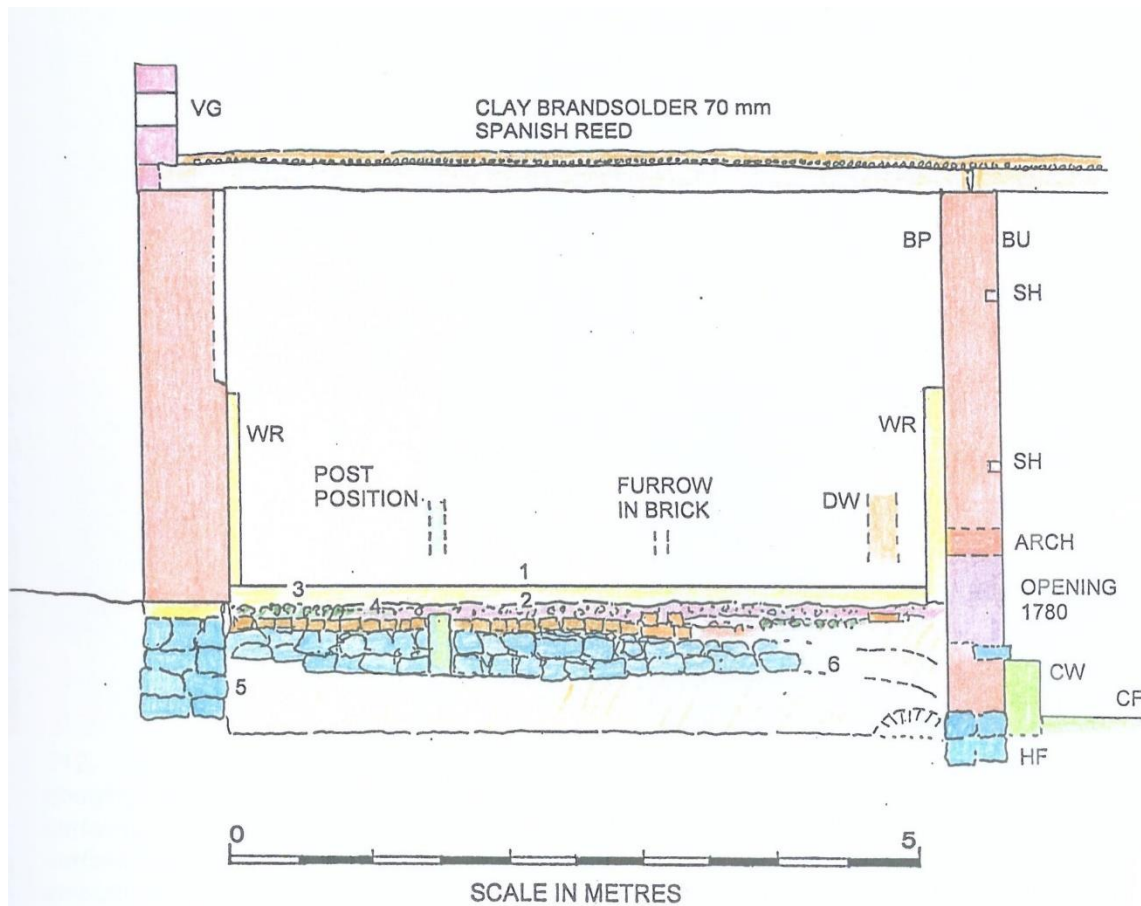 VG
CLAY BRANDSOLDER 70 mm
SPANISH REED
BP
BU
SH
WR
WR
SH
POST
POSITION
FURROW
IN BRICK
DW
ARCH
1
3
2
4
OPENING
1780
5
6
CW
CF
HF
0
5
SCALE IN METRES